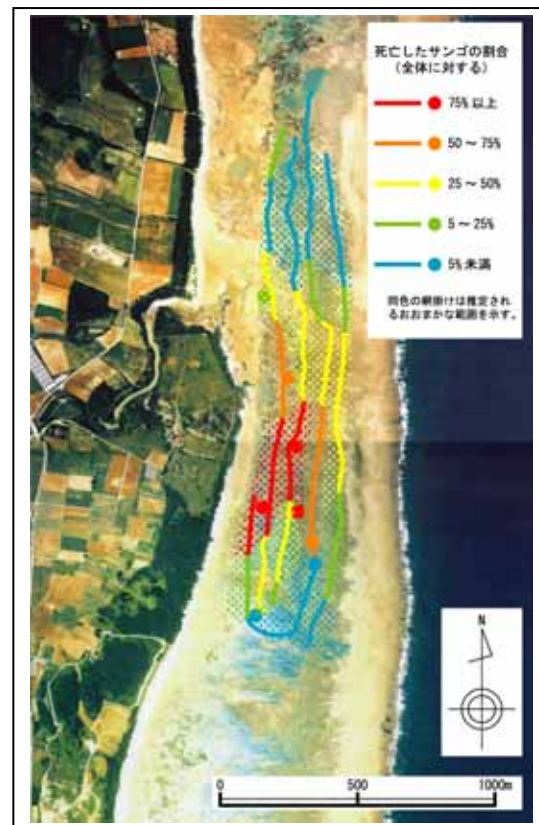 死亡したサンゴの割合
(全体に対する)
75% 以上
50 ～ 75%
25 ～ 50%
5 ～ 25%
5% 未満
同色の網掛けは推定され
るおおまかな範囲を示す。
N
0 500 1000m